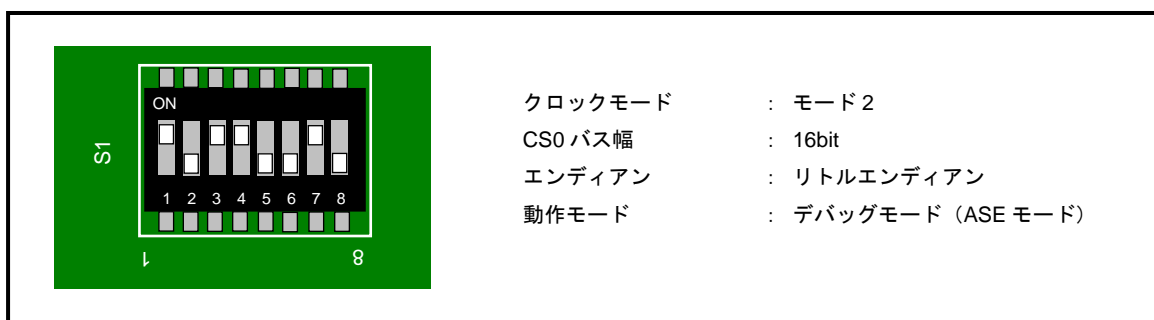 ON
S1
1 2 3 4 5 6 7 8
1 8
クロックモード : モード 2
CS0 バス幅 : 16bit
エンディアン : リトルエンディアン
動作モード : デバッグモード（ASE モード）